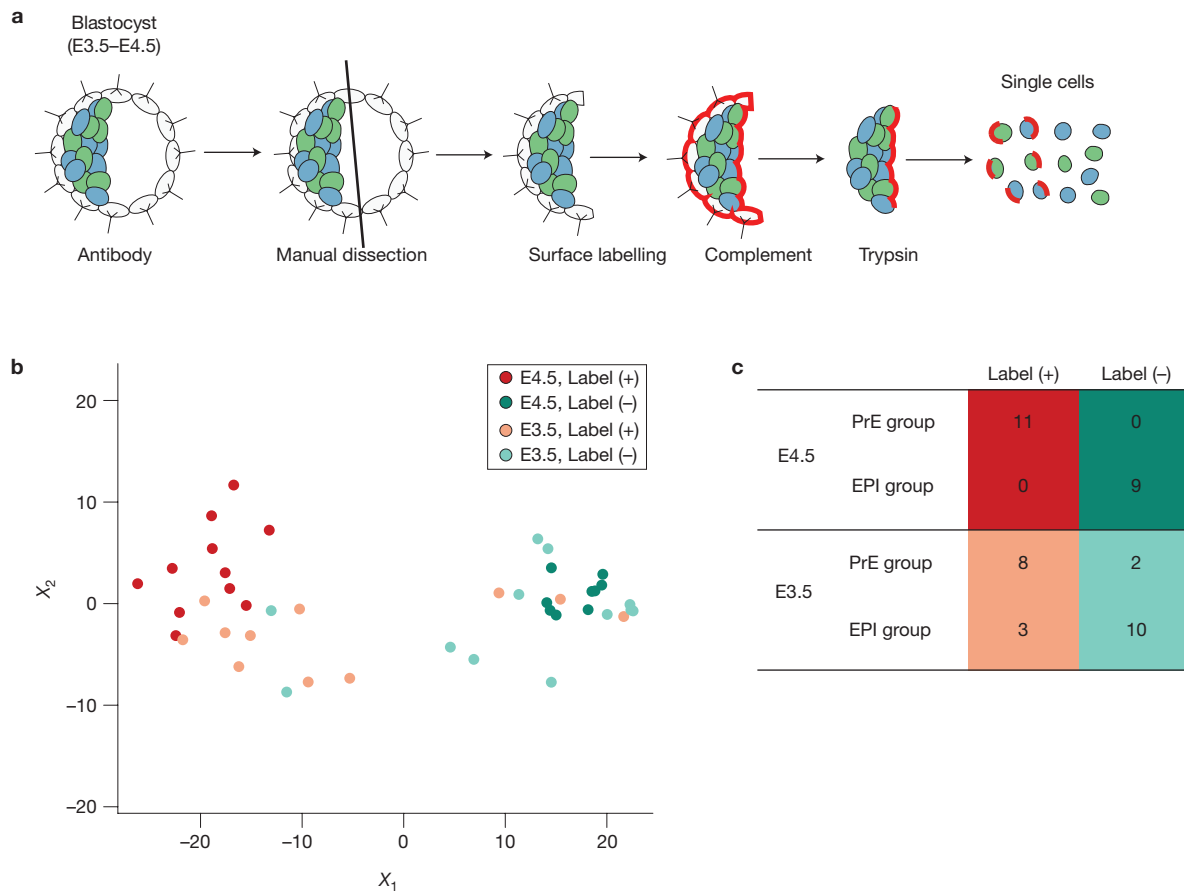 a
Blastocyst
(E3.5–E4.5)
Single cells
Antibody
Manual dissection
Surface labelling
Complement
Trypsin
b
E4.5, Label (+)
E4.5, Label (–)
E3.5, Label (+)
E3.5, Label (–)
20
10
0
–10
–20
X2
–20
–10
0
10
20
X1
c
Label (+) Label (–)
E4.5
PrE group 11 0
EPI group 0 9
E3.5
PrE group 8 2
EPI group 3 10